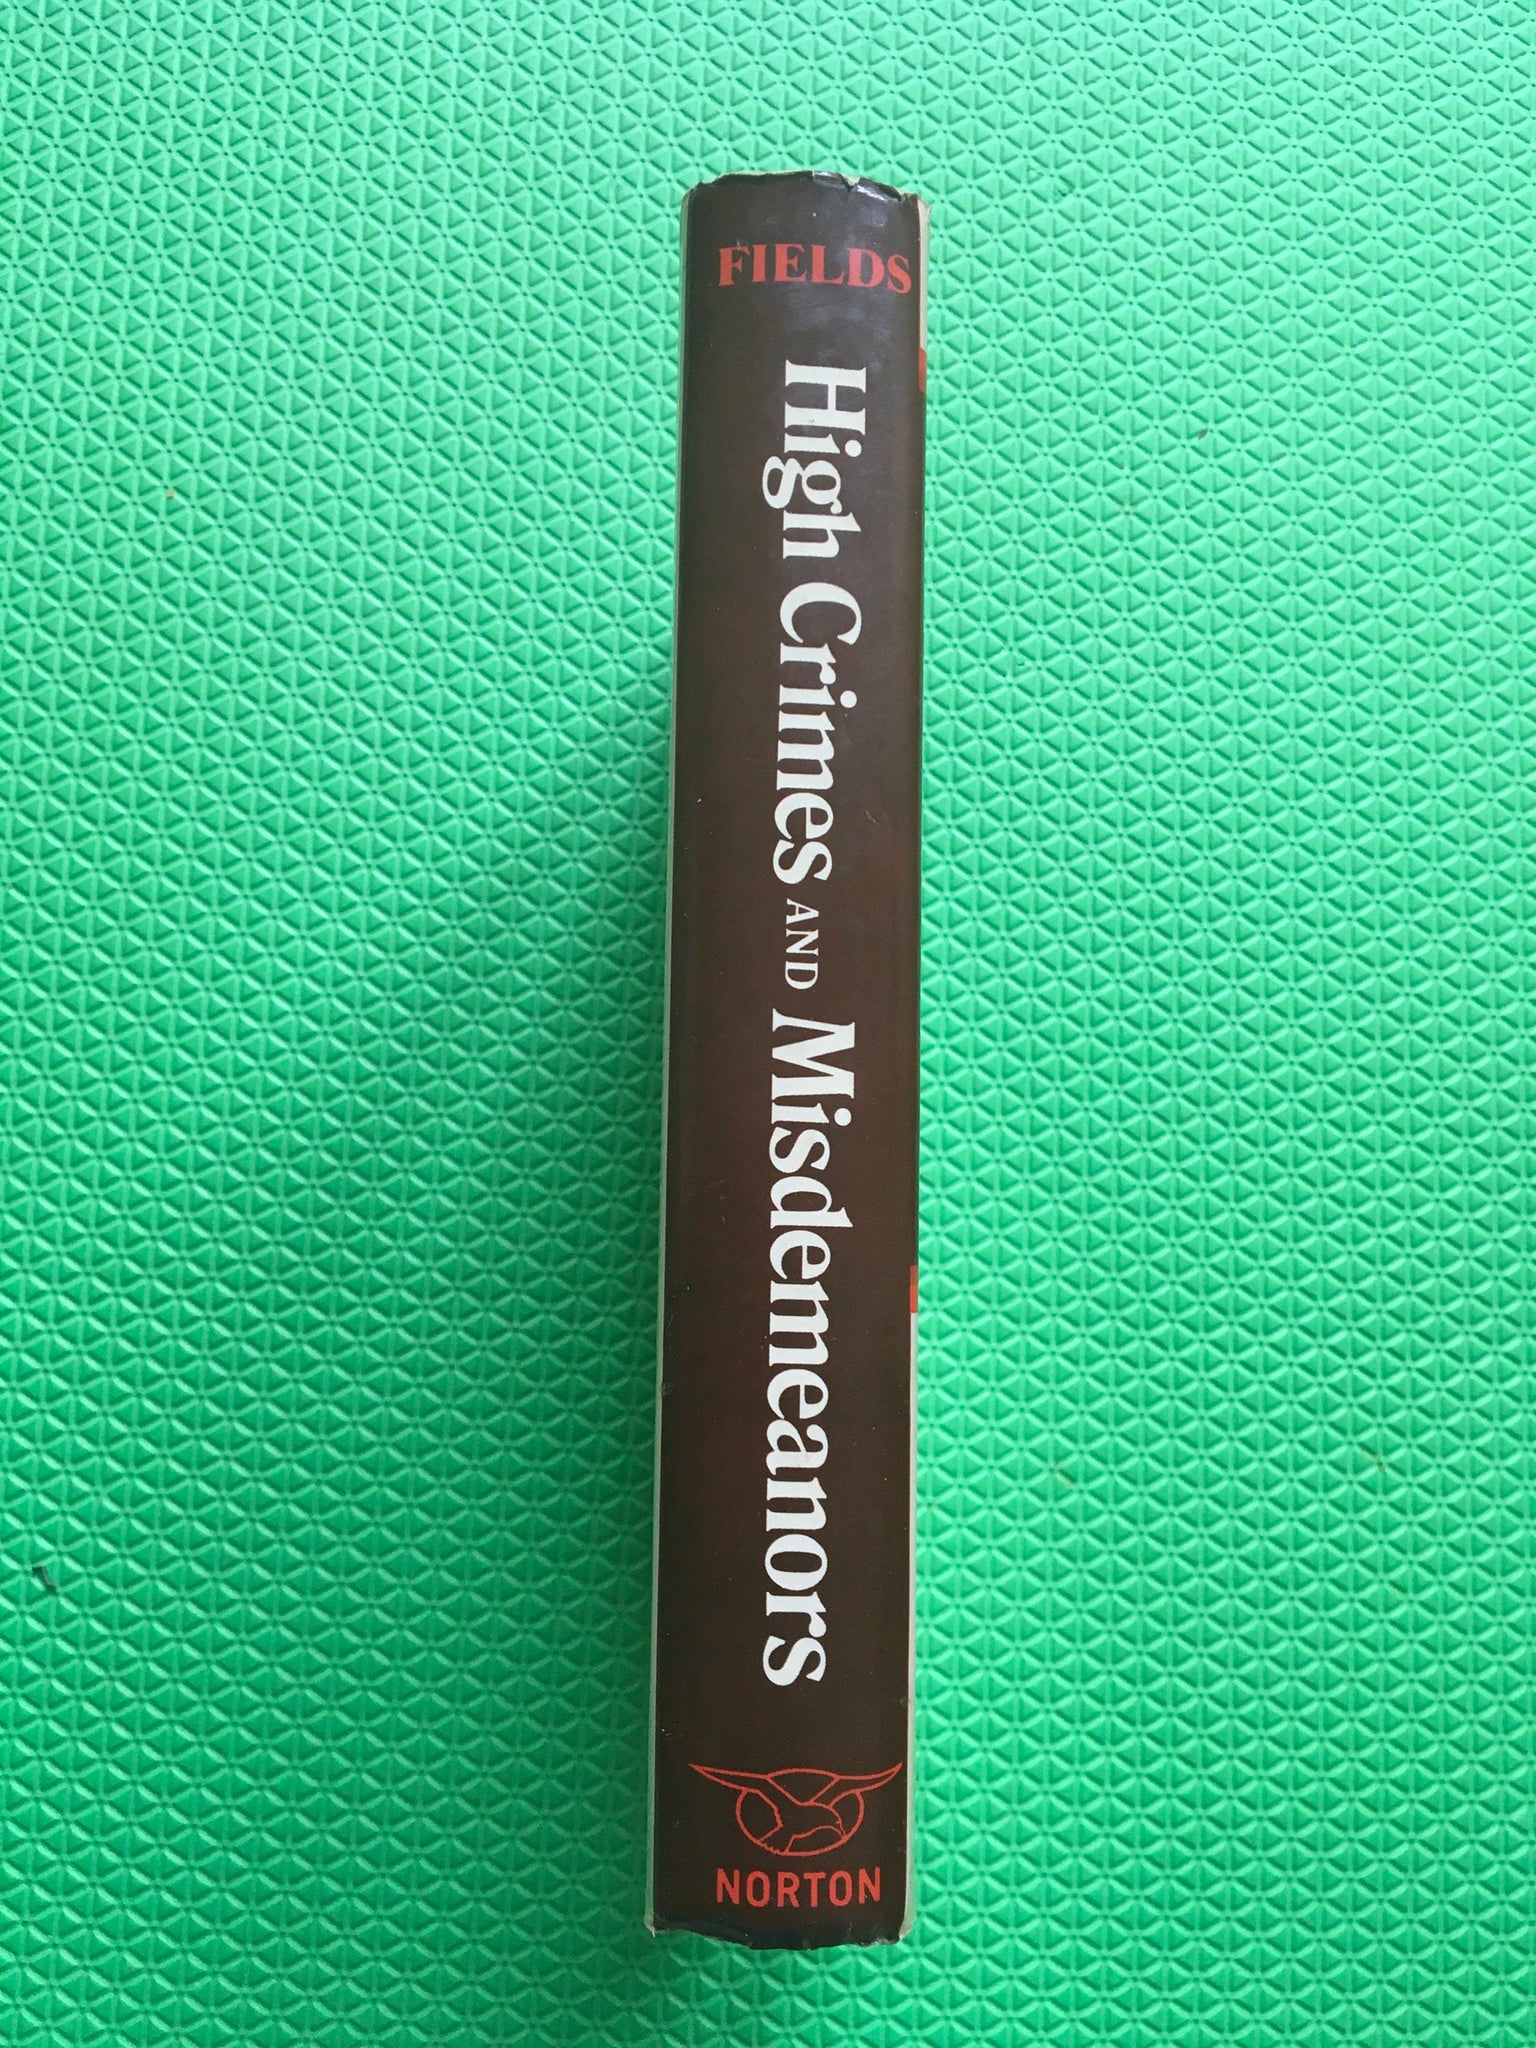 FIELDS
High Crimes AND Misdemeanors
NORTON